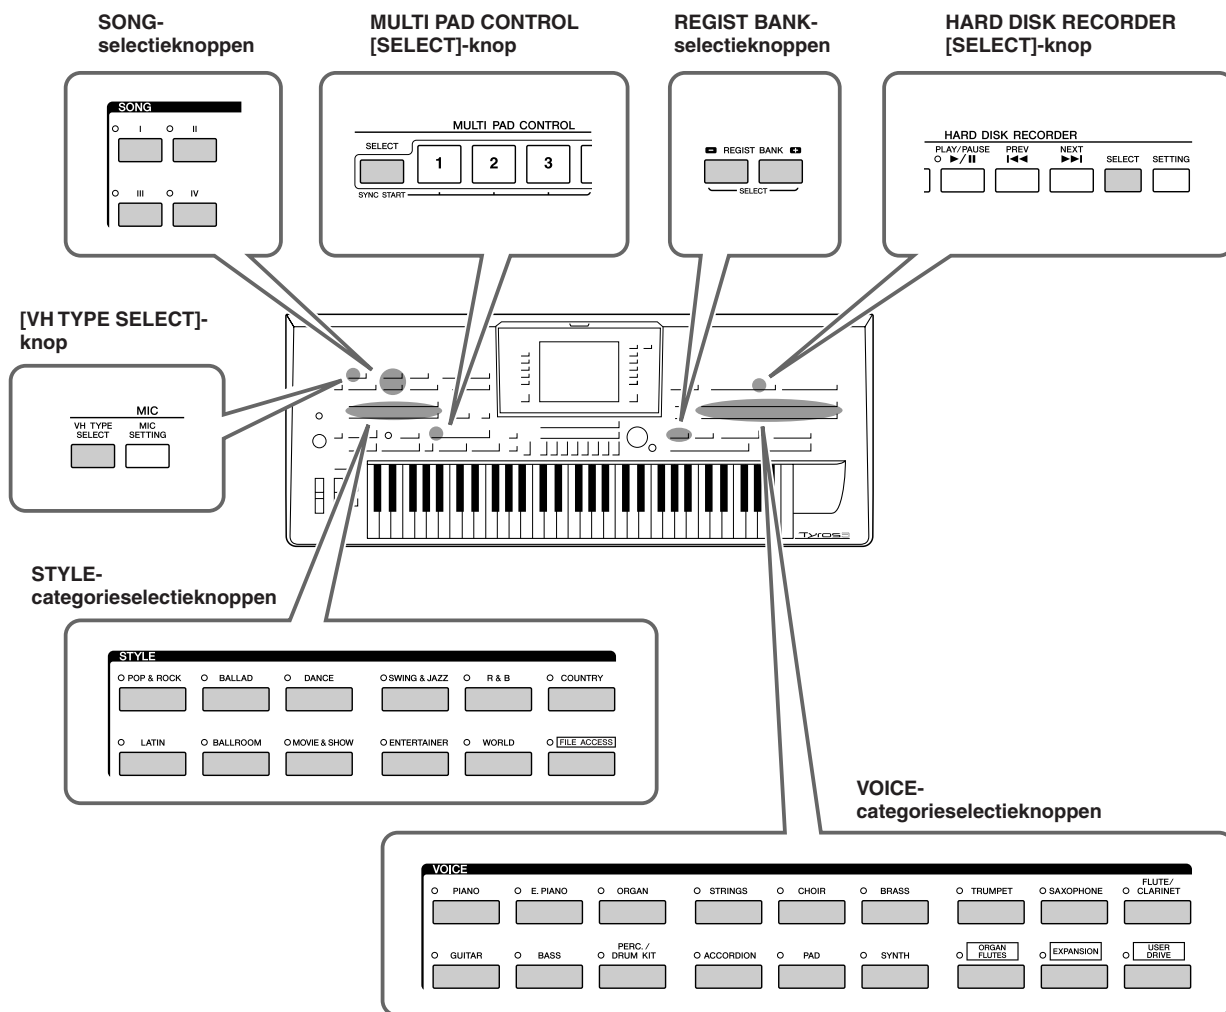 SONG-
selectieknoppen
MULTI PAD CONTROL
[SELECT]-knop
REGIST BANK-
selectieknoppen
HARD DISK RECORDER
[SELECT]-knop
SONG
I II
III IV
MULTI PAD CONTROL
SELECT
1 2 3
SYNC START
REGIST BANK
SELECT
HARD DISK RECORDER
PLAY/PAUSE PREV NEXT
SELECT SETTING
[VH TYPE SELECT]-
knop
MIC
VH TYPE
SELECT
MIC
SETTING
Tyros3
STYLE-
categorieselectieknoppen
STYLE
POP & ROCK BALLAD DANCE SWING & JAZZ R & B COUNTRY
LATIN BALLROOM MOVIE & SHOW ENTERTAINER WORLD FILE ACCESS
VOICE-
categorieselectieknoppen
VOICE
PIANO E. PIANO ORGAN STRINGS CHOIR BRASS TRUMPET SAXOPHONE FLUTE/
CLARINET
GUITAR BASS PERC. /
DRUM KIT ACCORDION PAD SYNTH ORGAN
FLUTES EXPANSION USER
DRIVE